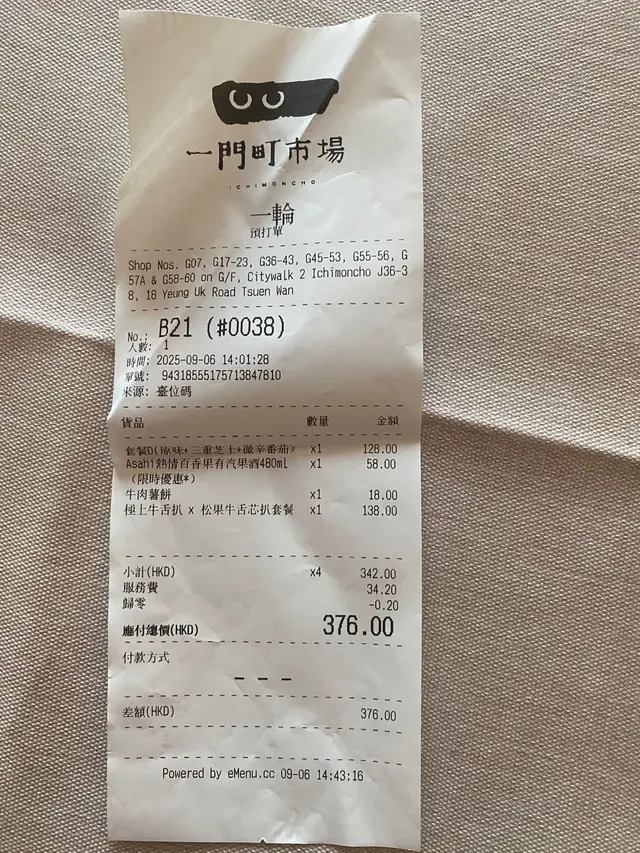 一門町市場
ICHIMONCHO
一輪
預打單
Shop Nos. G07, G17-23, G36-43, G45-53, G55-56, G
57A & G58-60 on G/F, Citywalk 2 Ichimoncho J36-3
8, 18 Yeung Uk Road Tsuen Wan
No.: B21 (#0038)
人數: 1
時間: 2025-09-06 14:01:28
單號: 94318555175713847810
來源: 臺位碼
貨品 數量 金額
套餐D(原味+三重芝士+激辛番茄) x1 128.00
Asahi熱情百香果有汽果酒480ml x1 58.00
(限時優惠*)
牛肉薯餅 x1 18.00
極上牛舌扒 x 松果牛舌芯扒套餐 x1 138.00
小計(HKD) x4 342.00
服務費 34.20
歸零 -0.20
應付總價(HKD) 376.00
付款方式
---
差額(HKD) 376.00
Powered by eMenu.cc 09-06 14:43:16